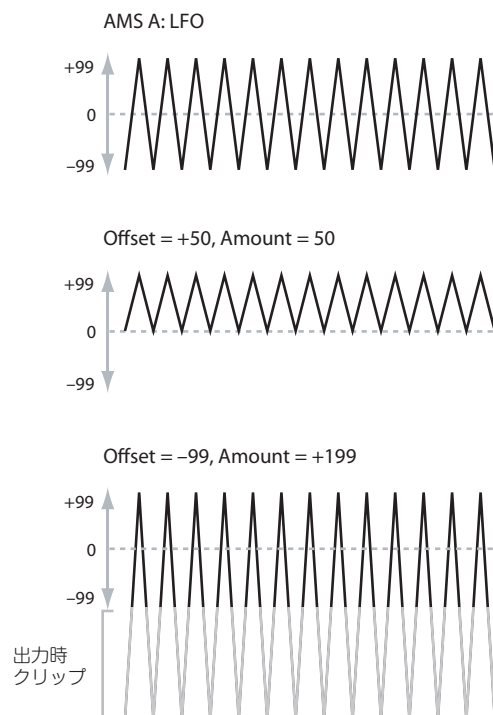 AMS A: LFO
+99
0
–99
Offset = +50, Amount = 50
+99
0
–99
Offset = –99, Amount = +199
+99
0
–99
出力時
クリップ